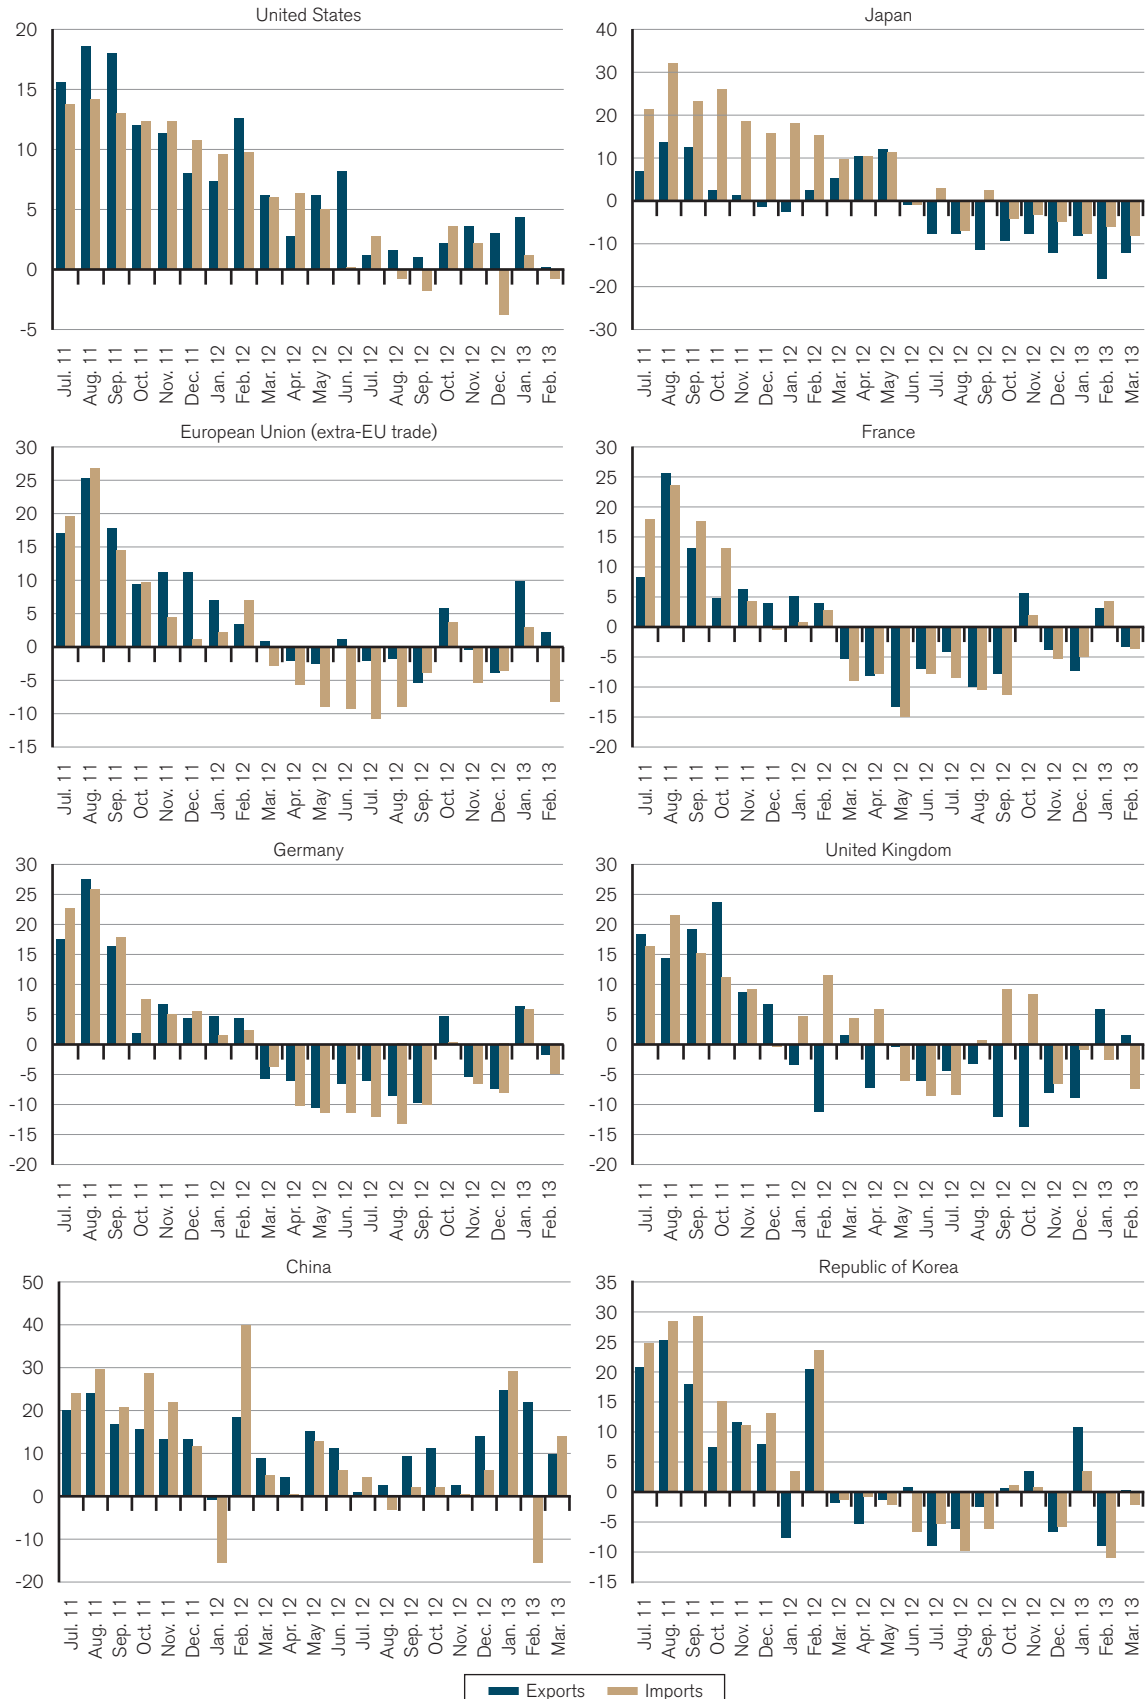 United States
20
15
10
5
0
-5
Jul. 11
Aug. 11
Sep. 11
Oct. 11
Nov. 11
Dec. 11
Jan. 12
Feb. 12
Mar. 12
Apr. 12
May 12
Jun. 12
Jul. 12
Aug. 12
Sep. 12
Oct. 12
Nov. 12
Dec. 12
Jan. 13
Feb. 13
Japan
40
30
20
10
0
-10
-20
-30
Jul. 11
Aug. 11
Sep. 11
Oct. 11
Nov. 11
Dec. 11
Jan. 12
Feb. 12
Mar. 12
Apr. 12
May 12
Jun. 12
Jul. 12
Aug. 12
Sep. 12
Oct. 12
Nov. 12
Dec. 12
Jan. 13
Feb. 13
Mar. 13
European Union (extra-EU trade)
30
25
20
15
10
5
0
-5
-10
-15
Jul. 11
Aug. 11
Sep. 11
Oct. 11
Nov. 11
Dec. 11
Jan. 12
Feb. 12
Mar. 12
Apr. 12
May 12
Jun. 12
Jul. 12
Aug. 12
Sep. 12
Oct. 12
Nov. 12
Dec. 12
Jan. 13
Feb. 13
France
30
25
20
15
10
5
0
-5
-10
-15
-20
Jul. 11
Aug. 11
Sep. 11
Oct. 11
Nov. 11
Dec. 11
Jan. 12
Feb. 12
Mar. 12
Apr. 12
May 12
Jun. 12
Jul. 12
Aug. 12
Sep. 12
Oct. 12
Nov. 12
Dec. 12
Jan. 13
Feb. 13
Germany
30
25
20
15
10
5
0
-5
-10
-15
-20
Jul. 11
Aug. 11
Sep. 11
Oct. 11
Nov. 11
Dec. 11
Jan. 12
Feb. 12
Mar. 12
Apr. 12
May 12
Jun. 12
Jul. 12
Aug. 12
Sep. 12
Oct. 12
Nov. 12
Dec. 12
Jan. 13
Feb. 13
United Kingdom
30
25
20
15
10
5
0
-5
-10
-15
-20
Jul. 11
Aug. 11
Sep. 11
Oct. 11
Nov. 11
Dec. 11
Jan. 12
Feb. 12
Mar. 12
Apr. 12
May 12
Jun. 12
Jul. 12
Aug. 12
Sep. 12
Oct. 12
Nov. 12
Dec. 12
Jan. 13
Feb. 13
China
50
40
30
20
10
0
-10
-20
Jul. 11
Aug. 11
Sep. 11
Oct. 11
Nov. 11
Dec. 11
Jan. 12
Feb. 12
Mar. 12
Apr. 12
May 12
Jun. 12
Jul. 12
Aug. 12
Sep. 12
Oct. 12
Nov. 12
Dec. 12
Jan. 13
Feb. 13
Mar. 13
Republic of Korea
35
30
25
20
15
10
5
0
-5
-10
-15
Jul. 11
Aug. 11
Sep. 11
Oct. 11
Nov. 11
Dec. 11
Jan. 12
Feb. 12
Mar. 12
Apr. 12
May 12
Jun. 12
Jul. 12
Aug. 12
Sep. 12
Oct. 12
Nov. 12
Dec. 12
Jan. 13
Feb. 13
Mar. 13
Exports Imports